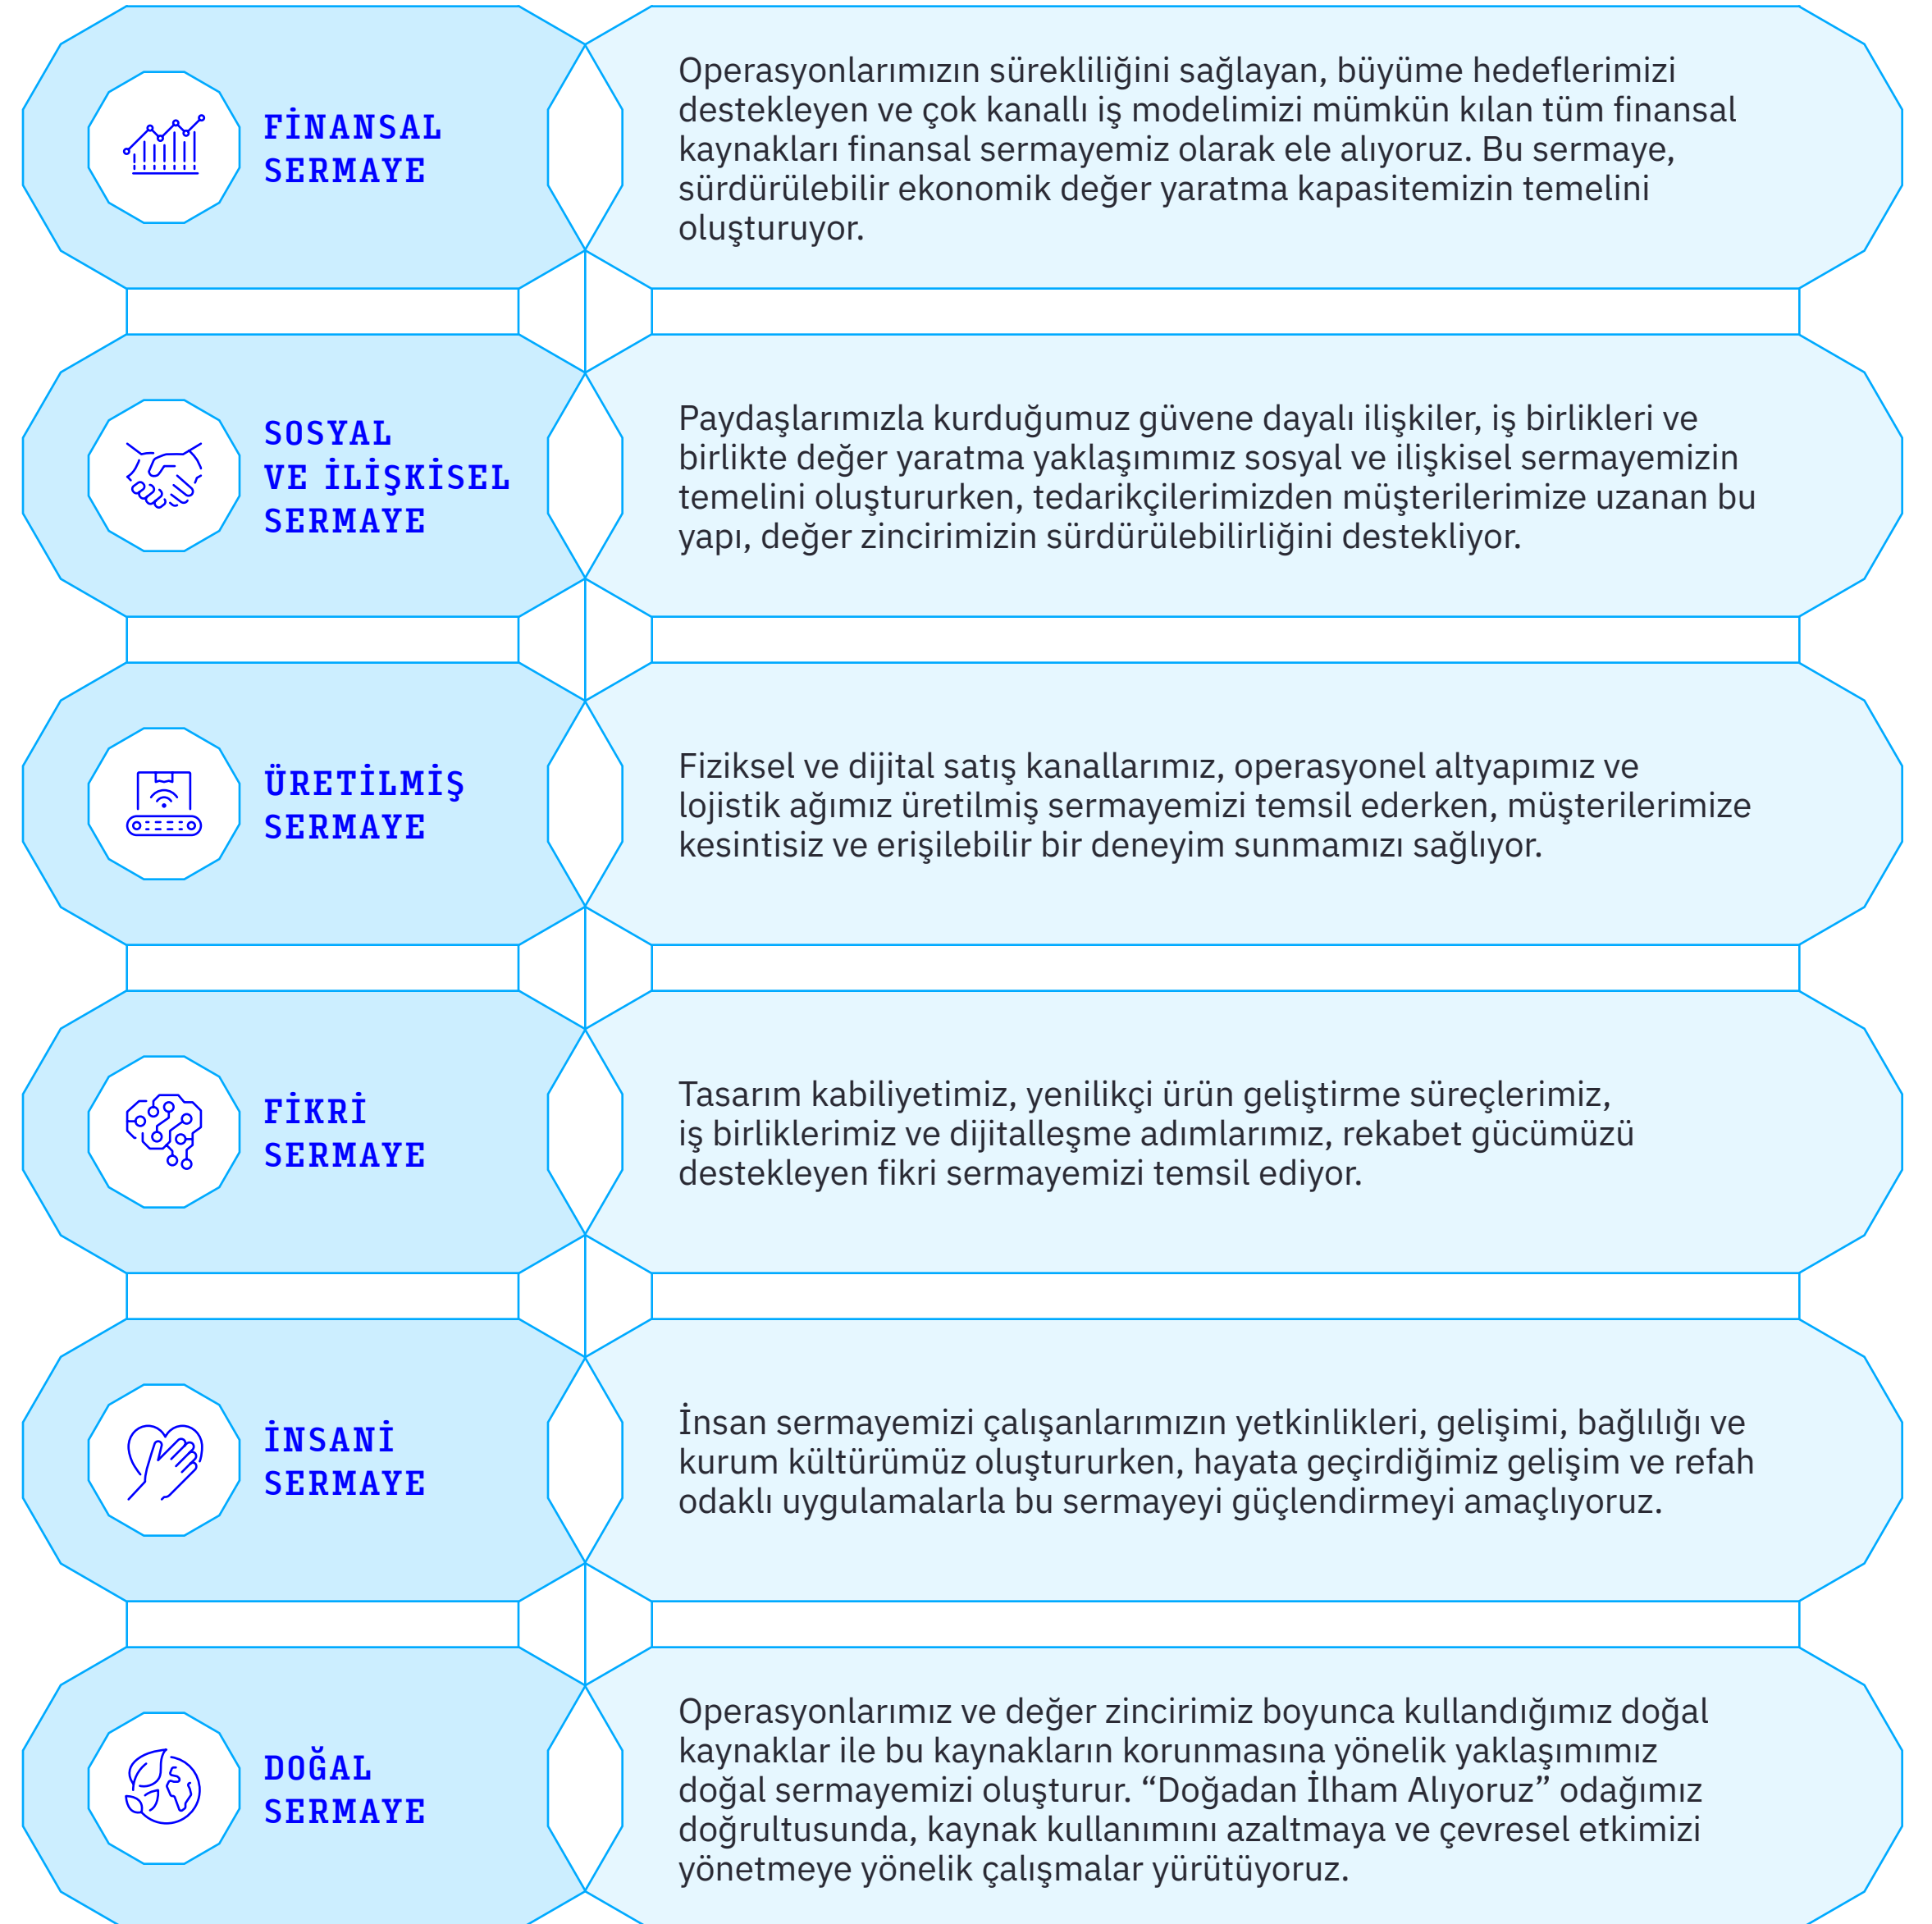 FİNANSAL
SERMAYE
Operasyonlarımızın sürekliliğini sağlayan, büyüme hedeflerimizi
destekleyen ve çok kanallı iş modelimizi mümkün kılan tüm finansal
kaynakları finansal sermayemiz olarak ele alıyoruz. Bu sermaye,
sürdürülebilir ekonomik değer yaratma kapasitemizin temelini
oluşturuyor.
SOSYAL
VE İLİŞKİSEL
SERMAYE
Paydaşlarımızla kurduğumuz güvene dayalı ilişkiler, iş birlikleri ve
birlikte değer yaratma yaklaşımımız sosyal ve ilişkisel sermayemizin
temelini oluştururken, tedarikçilerimizden müşterilerimize uzanan bu
yapı, değer zincirimizin sürdürülebilirliğini destekliyor.
ÜRETİLMİŞ
SERMAYE
Fiziksel ve dijital satış kanallarımız, operasyonel altyapımız ve
lojistik ağımız üretilmiş sermayemizi temsil ederken, müşterilerimize
kesintisiz ve erişilebilir bir deneyim sunmamızı sağlıyor.
FİKRİ
SERMAYE
Tasarım kabiliyetimiz, yenilikçi ürün geliştirme süreçlerimiz,
iş birliklerimiz ve dijitalleşme adımlarımız, rekabet gücümüzü
destekleyen fikri sermayemizi temsil ediyor.
İNSANİ
SERMAYE
İnsan sermayemizi çalışanlarımızın yetkinlikleri, gelişimi, bağlılığı ve
kurum kültürümüz oluştururken, hayata geçirdiğimiz gelişim ve refah
odaklı uygulamalarla bu sermayeyi güçlendirmeyi amaçlıyoruz.
DOĞAL
SERMAYE
Operasyonlarımız ve değer zincirimiz boyunca kullandığımız doğal
kaynaklar ile bu kaynakların korunmasına yönelik yaklaşımımız
doğal sermayemizi oluşturur. “Doğadan İlham Alıyoruz” odağımız
doğrultusunda, kaynak kullanımını azaltmaya ve çevresel etkimizi
yönetmeye yönelik çalışmalar yürütüyoruz.